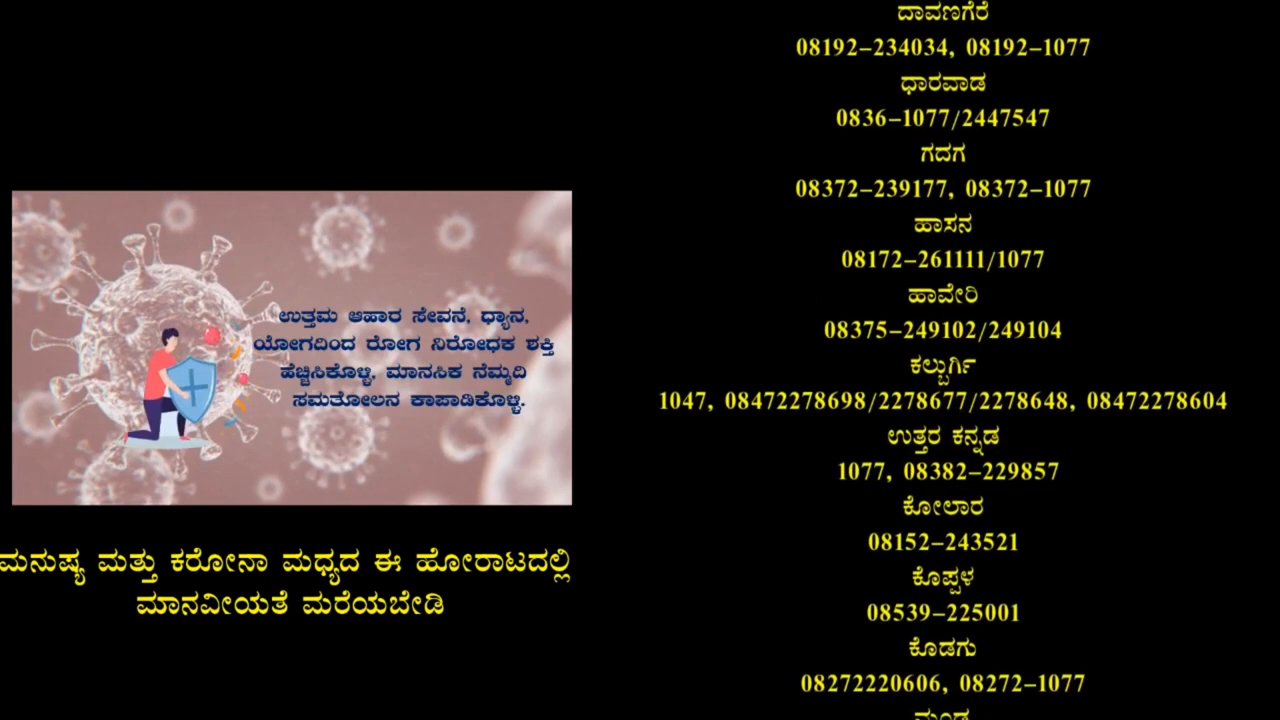 ಉತ್ತಮ ಆಹಾರ ಸೇವನೆ, ಧ್ಯಾನ,
ಯೋಗದಿಂದ ರೋಗ ನಿರೋಧಕ ಶಕ್ತಿ
ಹೆಚ್ಚಿಸಿಕೊಳ್ಳಿ. ಮಾನಸಿಕ ನೆಮ್ಮದಿ
ಸಮತೋಲನ ಕಾಪಾಡಿಕೊಳ್ಳಿ.
ಮನುಷ್ಯ ಮತ್ತು ಕರೋನಾ ಮಧ್ಯದ ಈ ಹೋರಾಟದಲ್ಲಿ
ಮಾನವೀಯತೆ ಮರೆಯಬೇಡಿ
ದಾವಣಗೆರೆ
08192-234034, 08192-1077
ಧಾರವಾಡ
0836-1077/2447547
ಗದಗ
08372-239177, 08372-1077
ಹಾಸನ
08172-261111/1077
ಹಾವೇರಿ
08375-249102/249104
ಕಲ್ಬುರ್ಗಿ
1047, 08472278698/2278677/2278648, 08472278604
ಉತ್ತರ ಕನ್ನಡ
1077, 08382-229857
ಕೋಲಾರ
08152-243521
ಕೊಪ್ಪಳ
08539-225001
ಕೊಡಗು
08272220606, 08272-1077